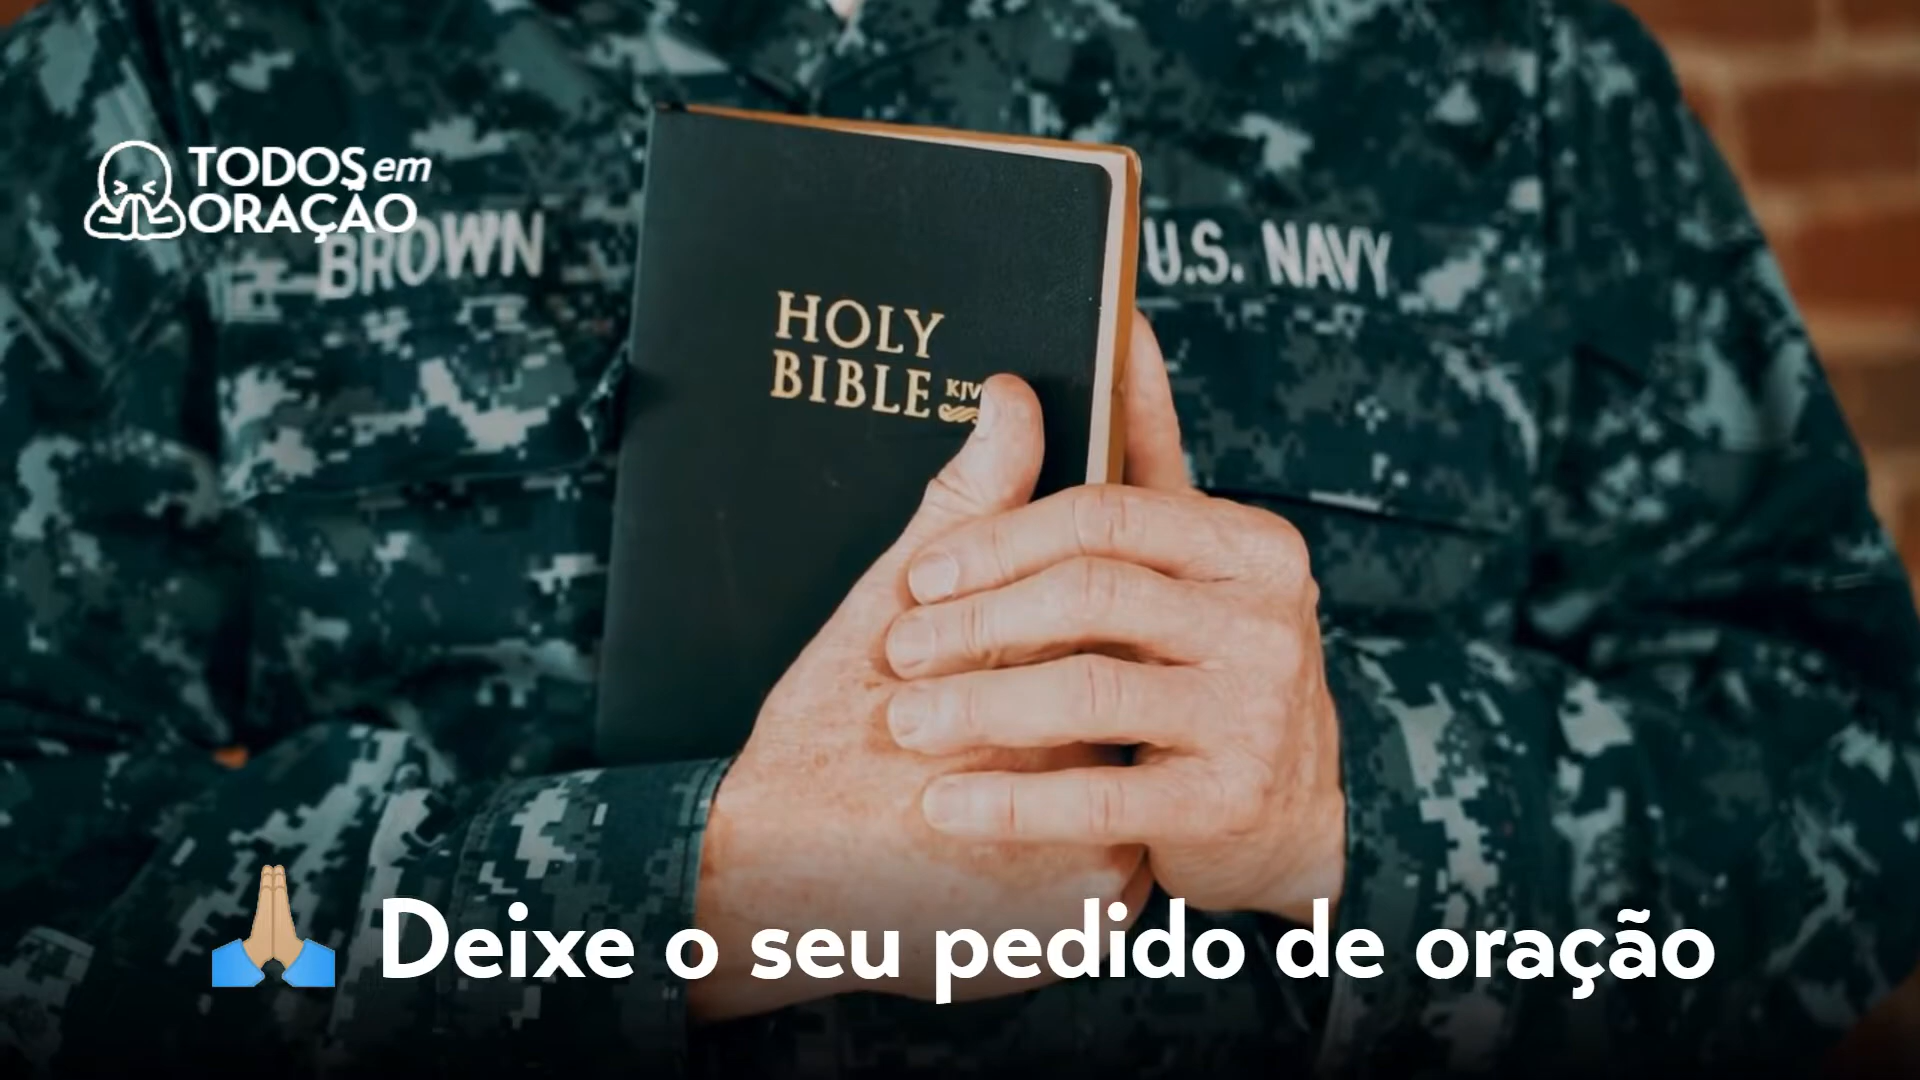 TODOS em
ORAÇÃO
BROWN
U.S. NAVY
HOLY
BIBLE KJV
🙏🏼 Deixe o seu pedido de oração